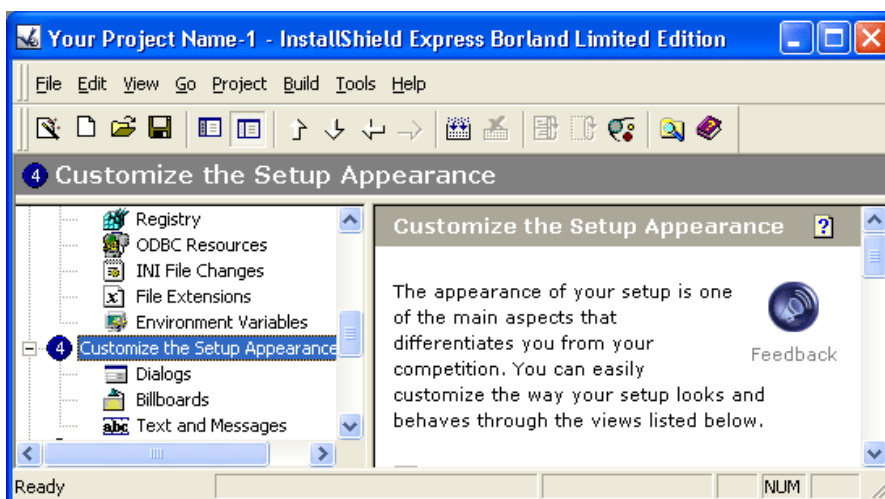 Your Project Name-1 - InstallShield Express Borland Limited Edition
File Edit View Go Project Build Tools Help
4 Customize the Setup Appearance
Registry
ODBC Resources
INI File Changes
File Extensions
Environment Variables
4 Customize the Setup Appearance
Dialogs
Billboards
abc Text and Messages
Customize the Setup Appearance
The appearance of your setup is one
of the main aspects that
differentiates you from your
competition. You can easily
customize the way your setup looks and
behaves through the views listed below.
Feedback
Ready NUM